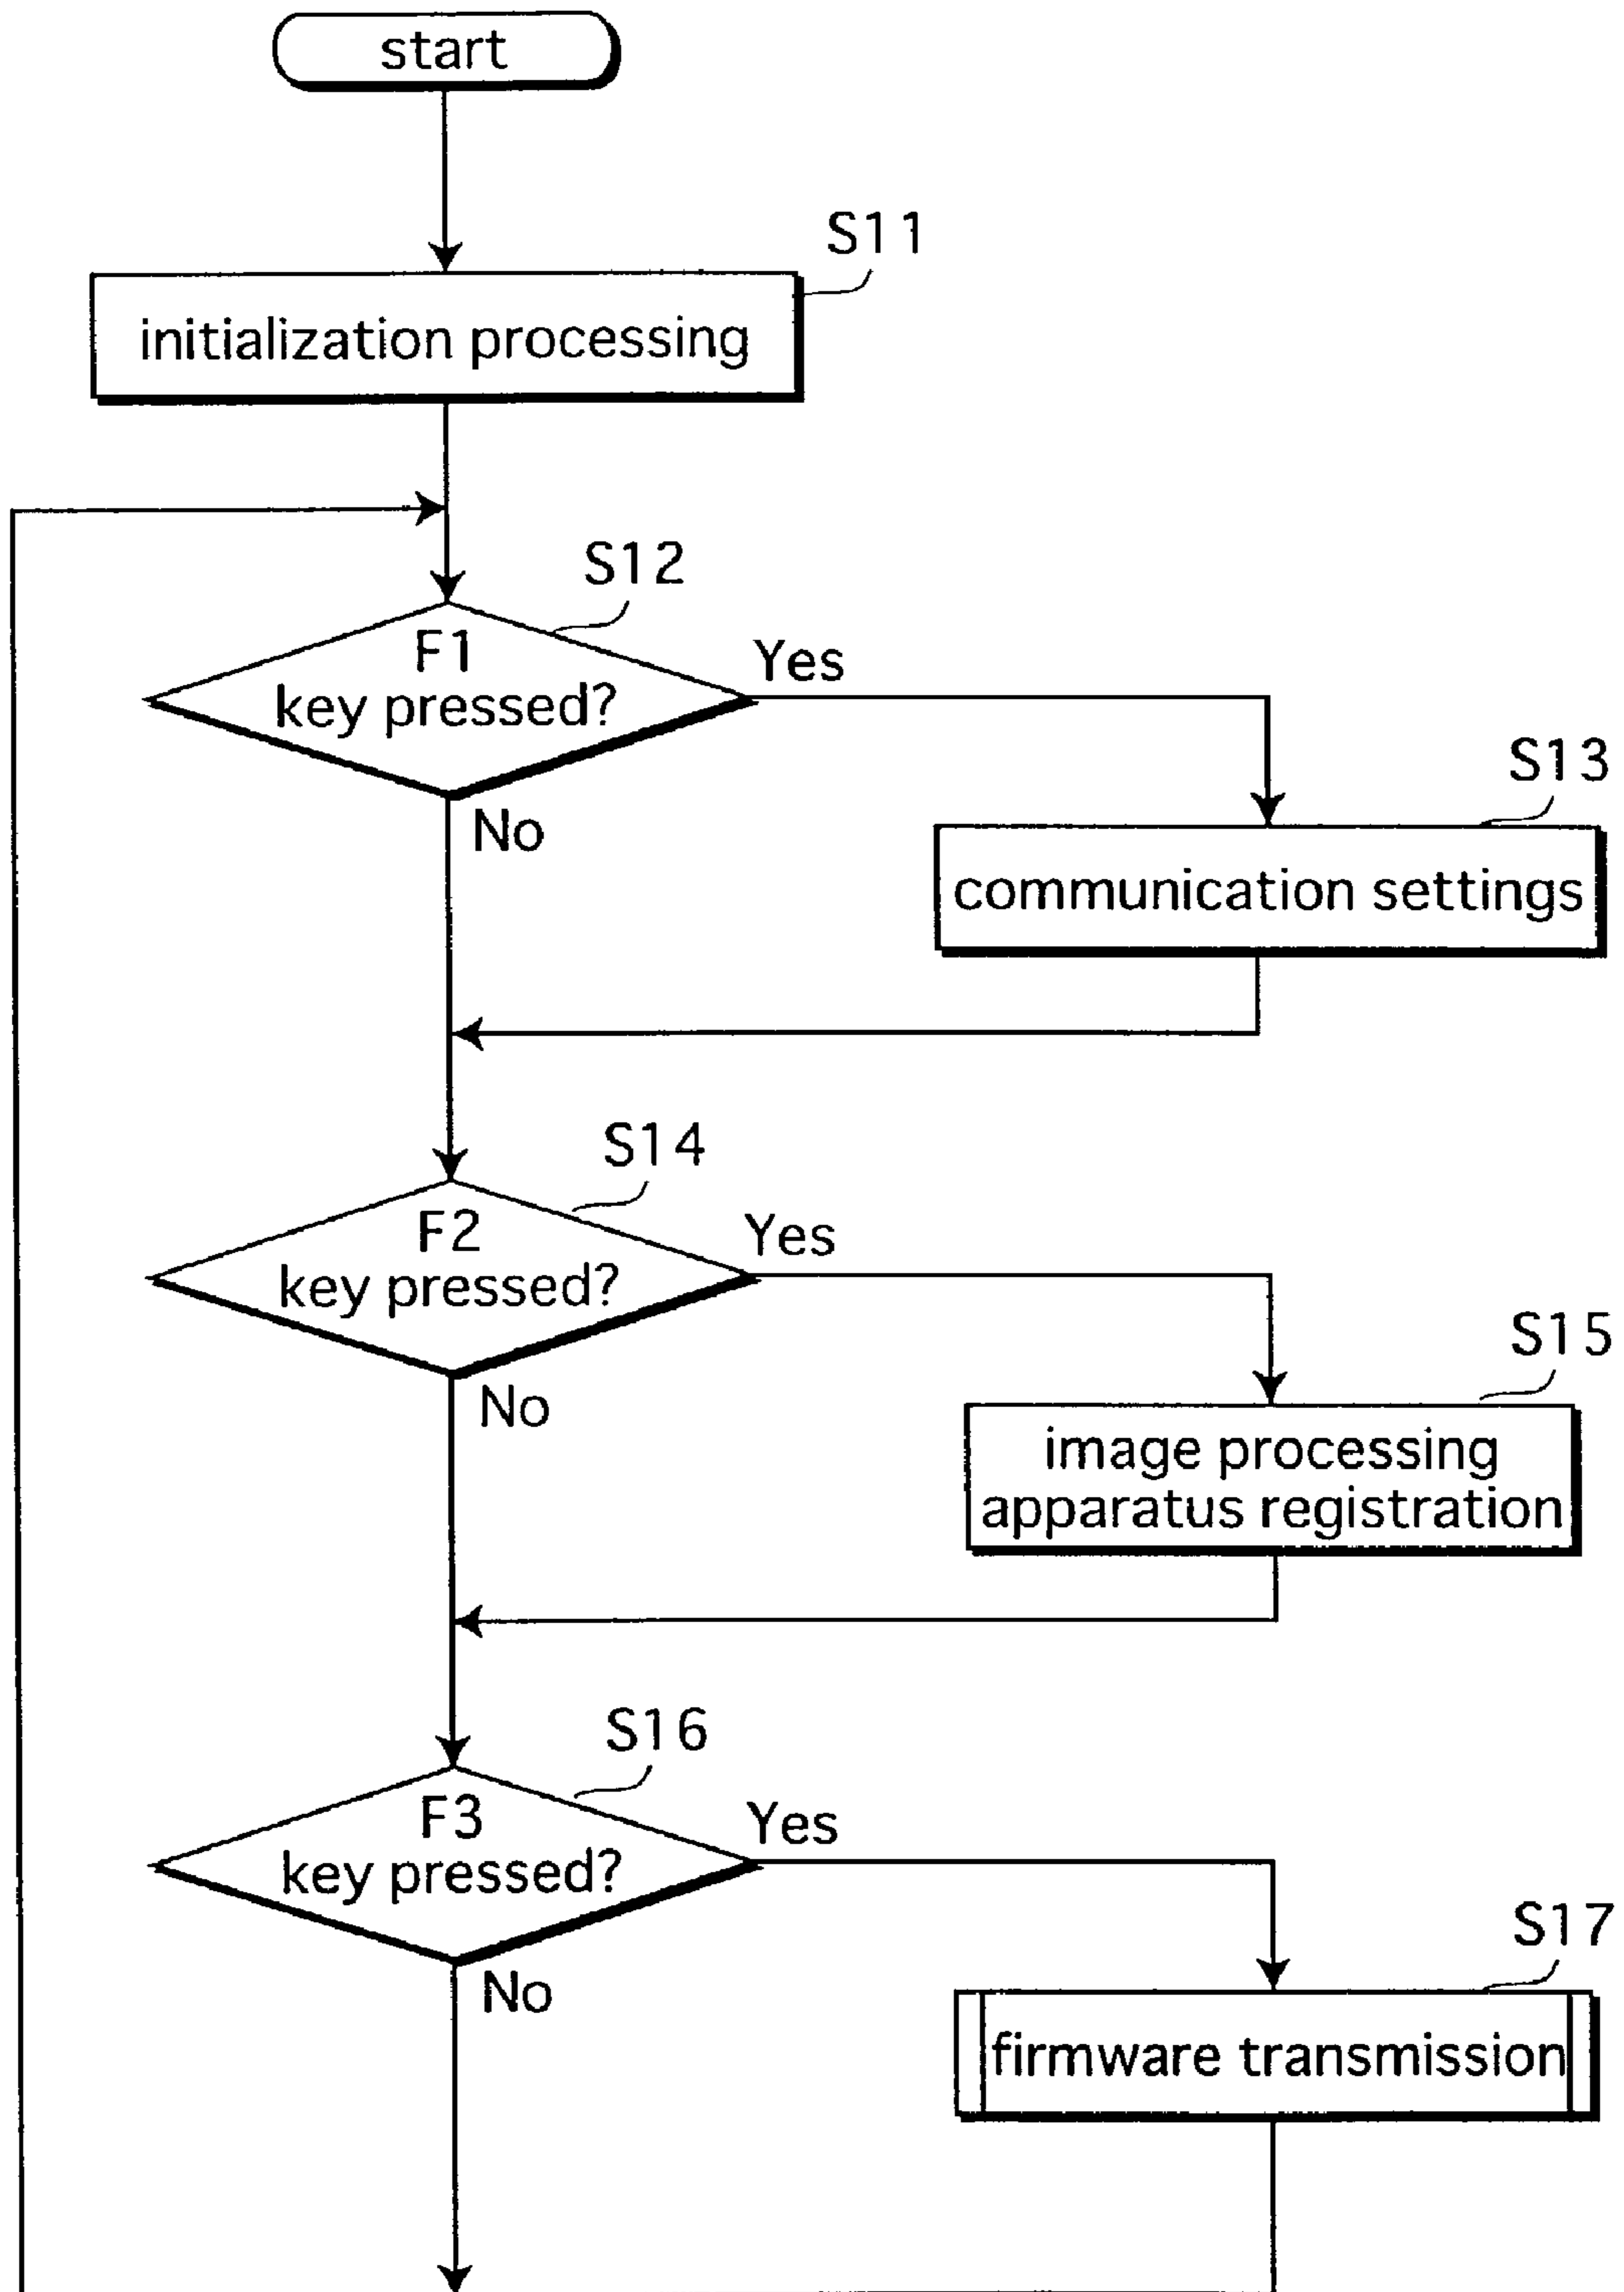 start
S11
initialization processing
S12
F1
key pressed?
Yes
No
S13
communication settings
S14
F2
key pressed?
Yes
No
S15
image processing
apparatus registration
S16
F3
key pressed?
Yes
No
S17
firmware transmission